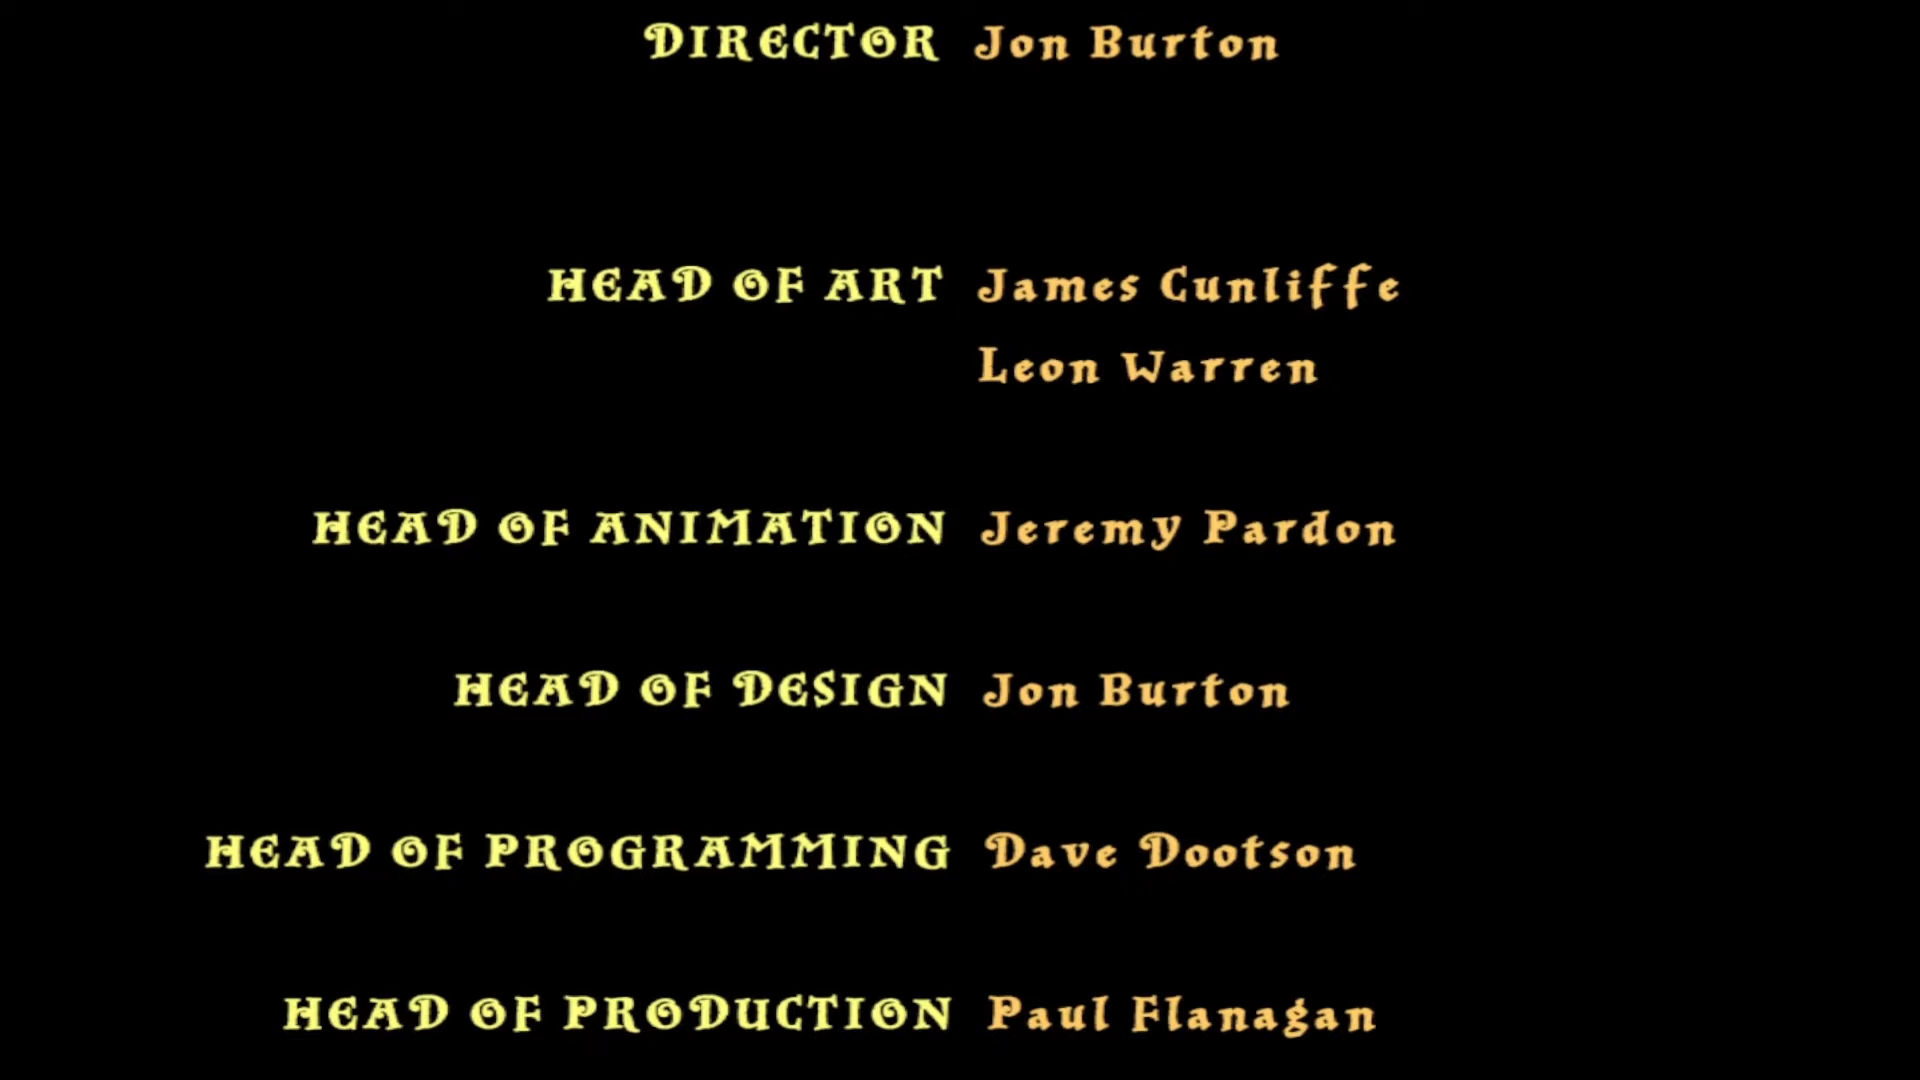 DIRECTOR Jon Burton
HEAD OF ART James Cunliffe
Leon Warren
HEAD OF ANIMATION Jeremy Pardon
HEAD OF DESIGN Jon Burton
HEAD OF PROGRAMMING Dave Dootson
HEAD OF PRODUCTION Paul Flanagan